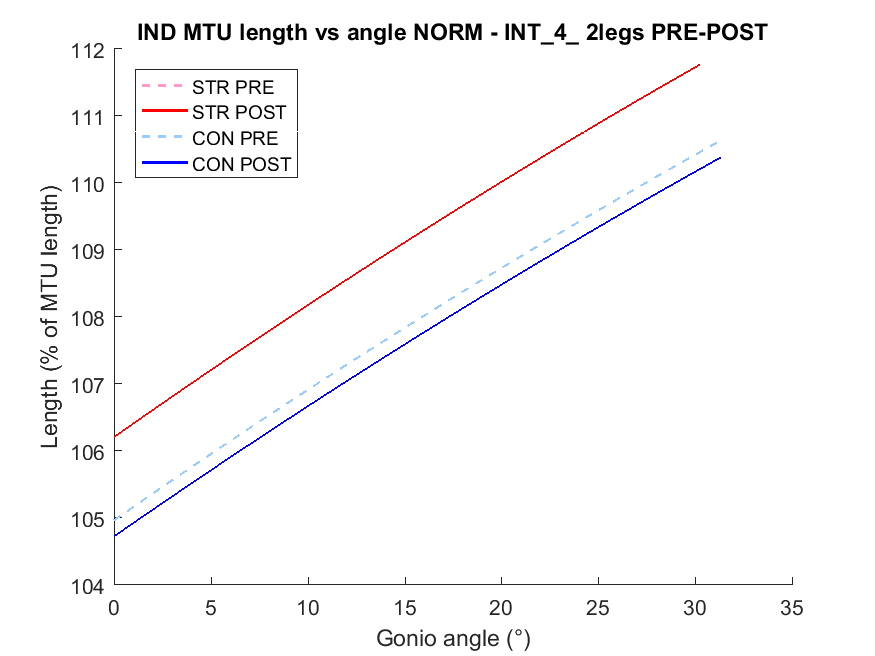 IND MTU length vs angle NORM - INT_4_ 2legs PRE-POST
112
111
110
109
108
107
106
105
104
Length (% of MTU length)
STR PRE
STR POST
CON PRE
CON POST
0 5 10 15 20 25 30 35
Gonio angle (°)